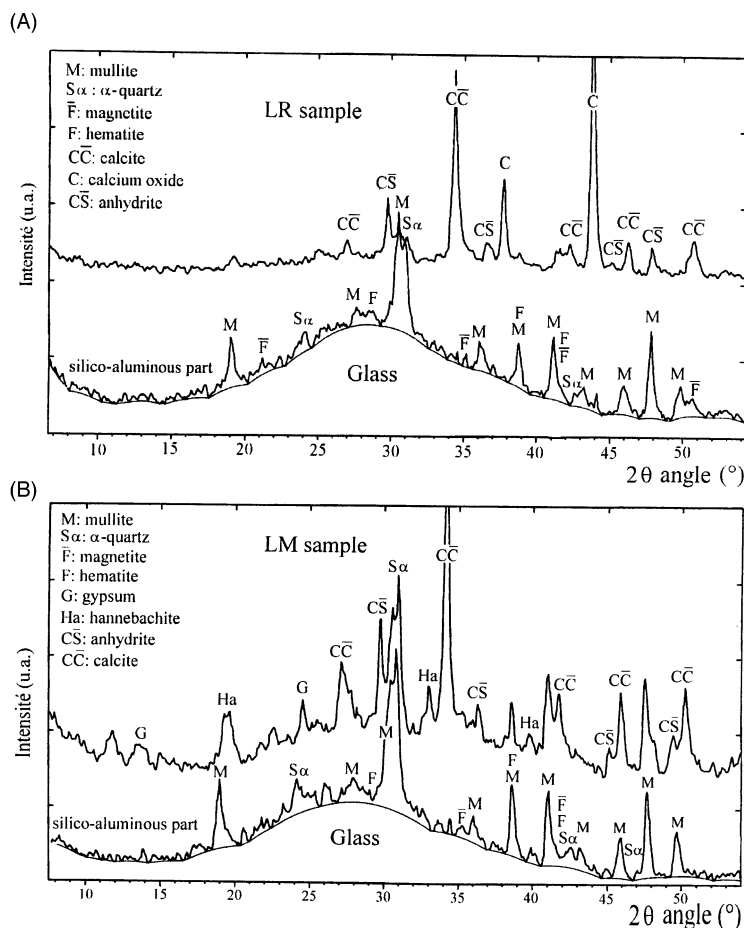 (A)
M: mullite
Sα : α-quartz
F̅: magnetite
F: hematite
CC̅: calcite
C: calcium oxide
CS̅: anhydrite
LR sample
CC̅
C
CS̅
C
M
CC̅
Sα
CS̅
CC̅
CC̅
CS̅
CS̅
CC̅
Intensité (u.a.)
M
F̅
Sα
M
F
F̅
M
F
M
M
F
F̅
Sα
M
M
M
M
F̅
silico-aluminous part
Glass
10 15 20 25 30 35 40 45 50
2θ angle (°)
(B)
M: mullite
Sα: α-quartz
F̅: magnetite
F: hematite
G: gypsum
Ha: hannebachite
CS̅: anhydrite
CC̅: calcite
LM sample
CC̅
Sα
CS̅
CC̅
Ha
G
G
Ha
CS̅
Ha
CC̅
CS̅
CC̅
CS̅
CC̅
Intensité (u.a.)
M
Sα
M
F
M
F̅
M
F
M
M
F̅
F
Sα
M
M
Sα
M
M
silico-aluminous part
Glass
10 15 20 25 30 35 40 45 50
2θ angle (°)